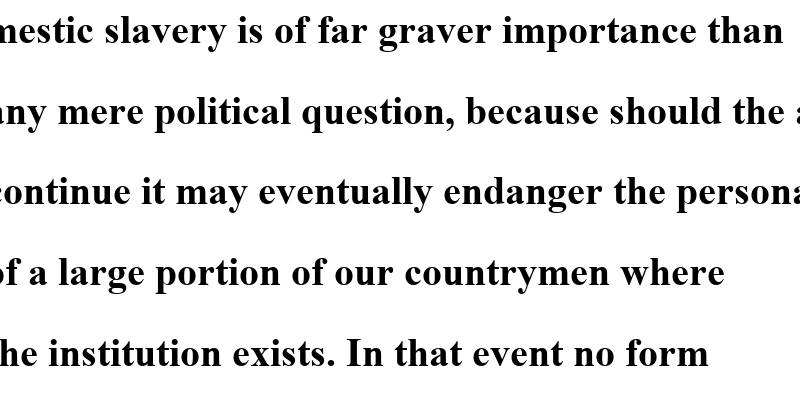 mestic slavery is of far graver importance than
any mere political question, because should the a
continue it may eventually endanger the persona
of a large portion of our countrymen where
he institution exists. In that event no form